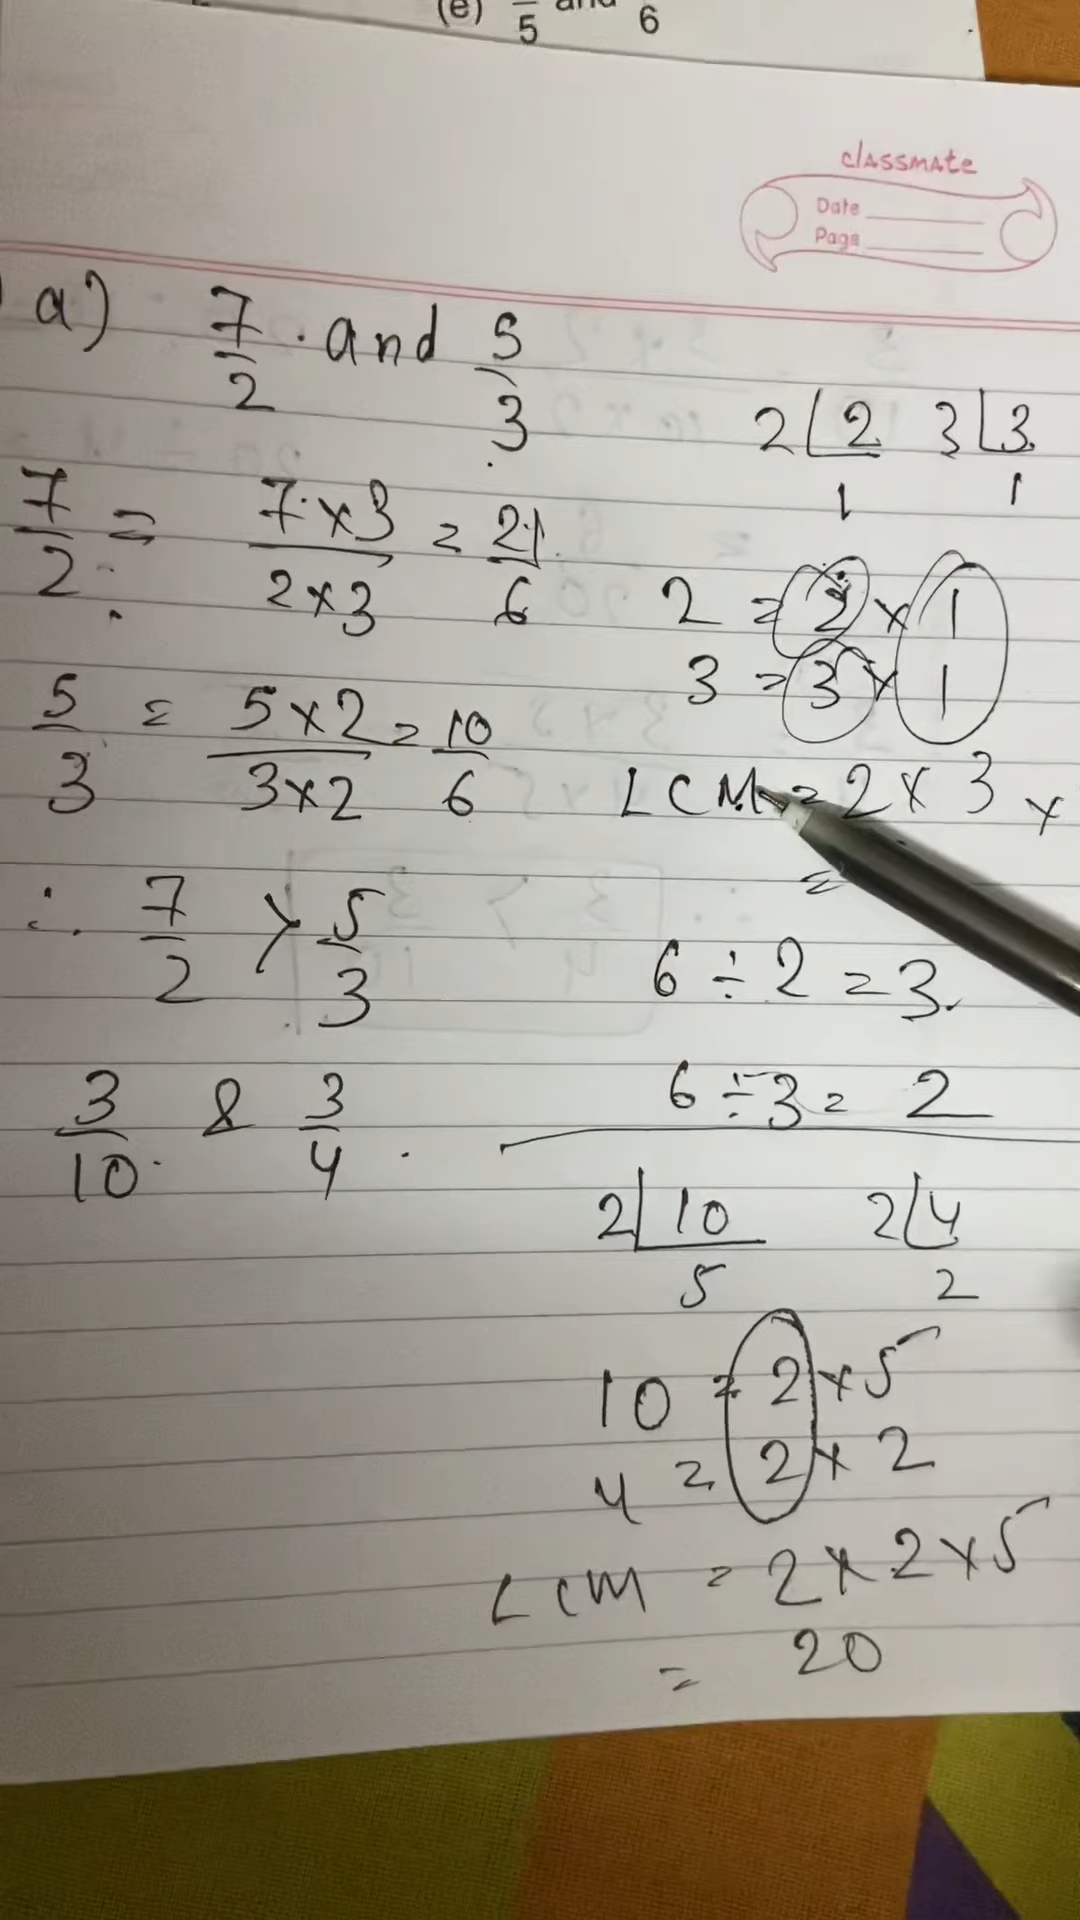 (e) 5 and 6
classmate
Date
Page
a) 7/2 . and 5/3
2 | 2 3 | 3
1 1
7/2 = 7 × 3 / 2 × 3 = 21/6
2 = 2 × 1
3 = 3 × 1
5/3 = 5 × 2 / 3 × 2 = 10/6
LCM = 2 × 3 ×
=
∴ 7/2 > 5/3
6 ÷ 2 = 3.
6 ÷ 3 = 2
3/10 & 3/4 .
2 | 10 2 | 4
5 2
10 = 2 × 5
4 = 2 × 2
LCM = 2 × 2 × 5
= 20